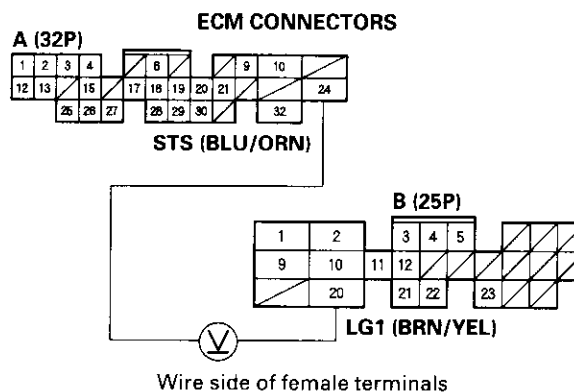 ECM CONNECTORS
A (32P)
1 2 3 4 6 9 10
12 13 15 17 18 19 20 21 24
25 26 27 28 29 30 32
STS (BLU/ORN)
B (25P)
1 2 3 4 5
9 10 11 12
20 21 22 23
LG1 (BRN/YEL)
V
Wire side of female terminals